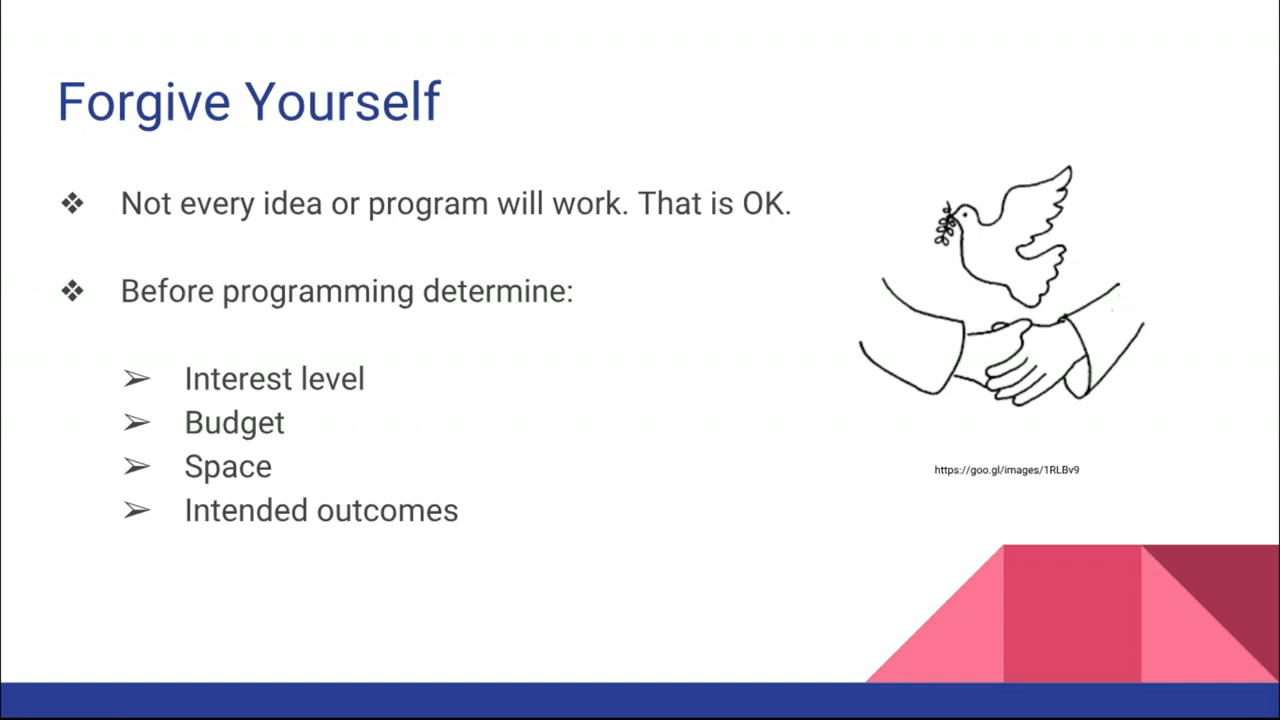 Forgive Yourself
❖ Not every idea or program will work. That is OK.
❖ Before programming determine:
➢ Interest level
➢ Budget
➢ Space
➢ Intended outcomes
https://goo.gl/images/1RLBv9